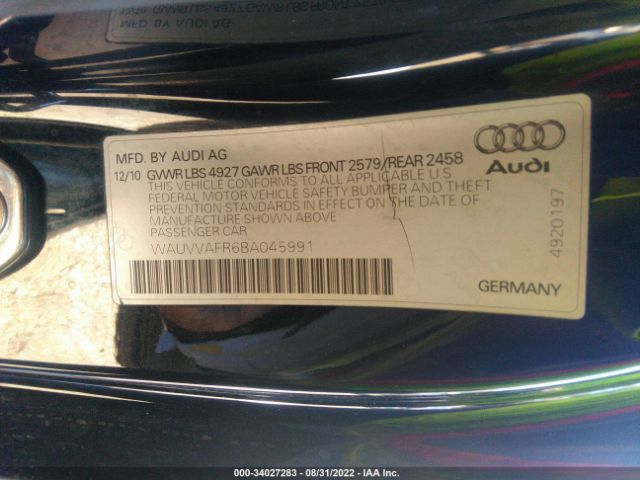 MFD. BY AUDI AG
12/10 GVWR LBS 4927 GAWR LBS FRONT 2579/REAR 2458
THIS VEHICLE CONFORMS TO ALL APPLICABLE U S
FEDERAL MOTOR VEHICLE SAFETY BUMPER AND THEFT
PREVENTION STANDARDS IN EFFECT ON THE DATE OF
MANUFACTURE SHOWN ABOVE
PASSENGER CAR
WAUVVAFR6BA045991
Audi
4920197
GERMANY
000-34027283 - 08/31/2022 - IAA Inc.